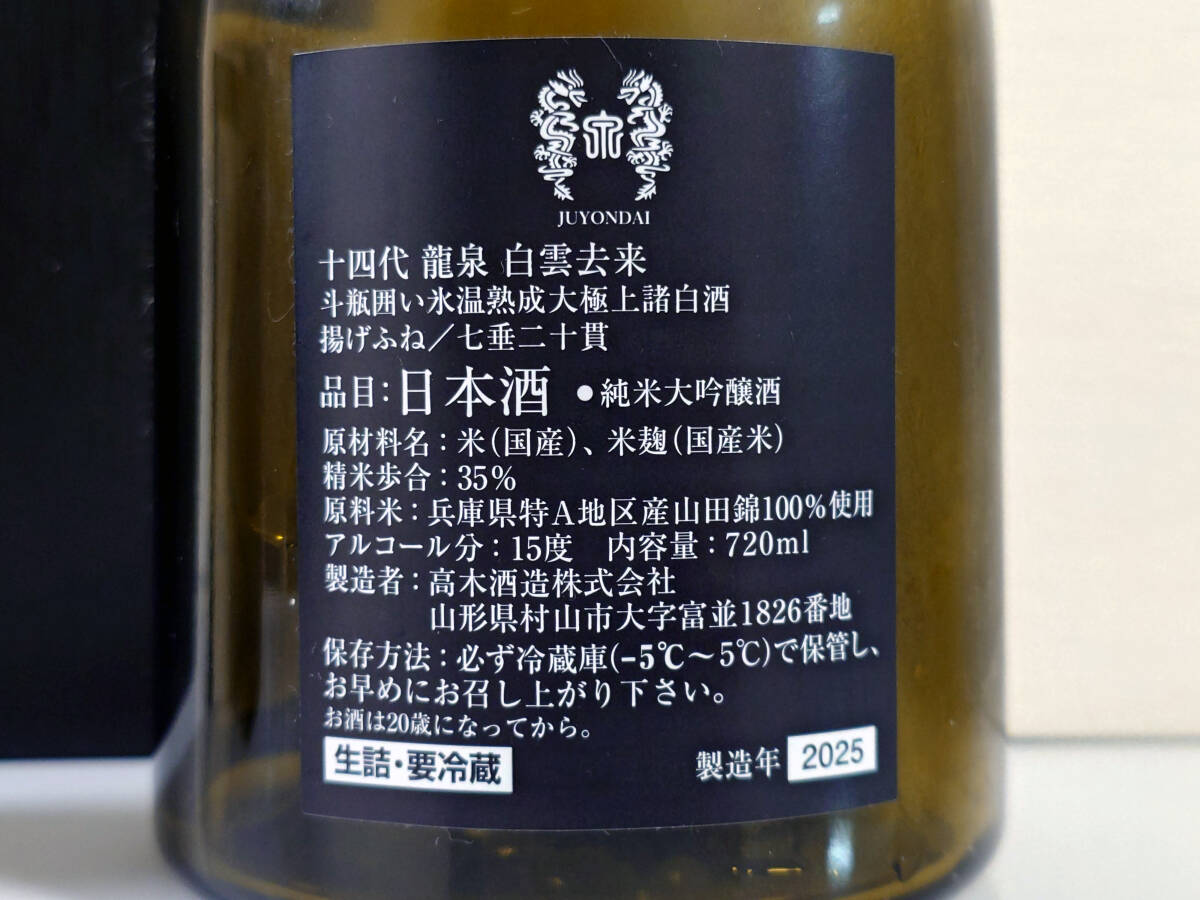 JUYONDAI
十四代 龍泉 白雲去来
斗瓶囲い氷温熟成大極上諸白酒
揚げふね／七垂二十貫
品目：日本酒 ●純米大吟醸酒
原材料名：米（国産）、米麹（国産米）
精米歩合：35%
原料米：兵庫県特A地区産山田錦100%使用
アルコール分：15度　内容量：720ml
製造者：高木酒造株式会社
山形県村山市大字富並1826番地
保存方法：必ず冷蔵庫(−5℃〜5℃)で保管し、
お早めにお召し上がり下さい。
お酒は20歳になってから。
生詰・要冷蔵 製造年 2025